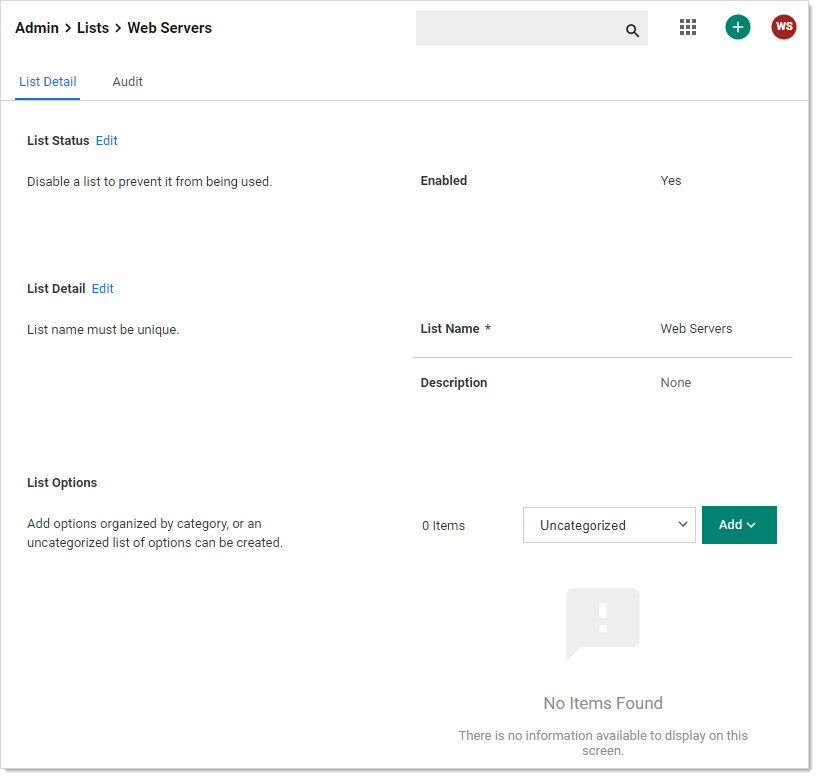 Admin > Lists > Web Servers
WS
List Detail
Audit
List Status Edit
Disable a list to prevent it from being used.
Enabled
Yes
List Detail Edit
List name must be unique.
List Name *
Web Servers
Description
None
List Options
Add options organized by category, or an
uncategorized list of options can be created.
0 Items
Uncategorized
Add
No Items Found
There is no information available to display on this
screen.